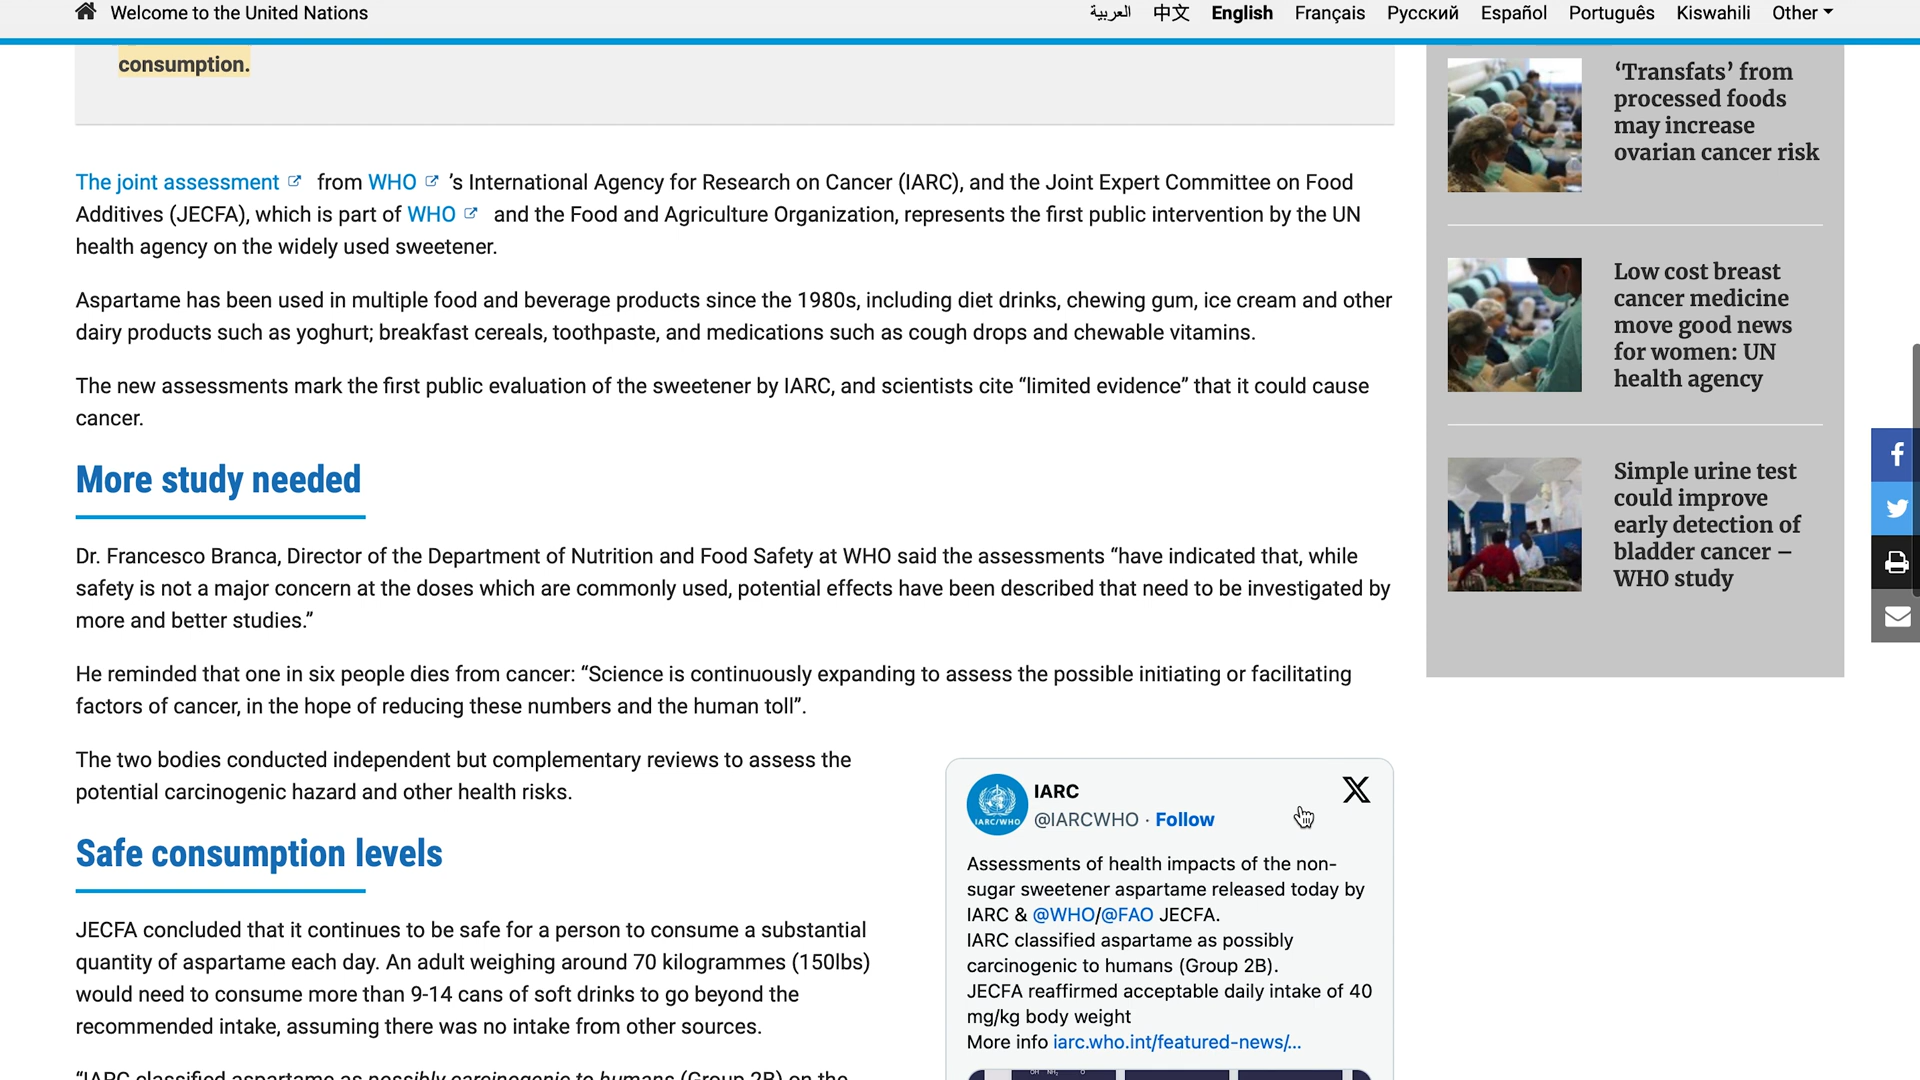 Welcome to the United Nations
العربية 中文 English Français Русский Español Português Kiswahili Other
consumption.
The joint assessment from WHO 's International Agency for Research on Cancer (IARC), and the Joint Expert Committee on Food
Additives (JECFA), which is part of WHO and the Food and Agriculture Organization, represents the first public intervention by the UN
health agency on the widely used sweetener.
Aspartame has been used in multiple food and beverage products since the 1980s, including diet drinks, chewing gum, ice cream and other
dairy products such as yoghurt; breakfast cereals, toothpaste, and medications such as cough drops and chewable vitamins.
The new assessments mark the first public evaluation of the sweetener by IARC, and scientists cite “limited evidence” that it could cause
cancer.
More study needed
Dr. Francesco Branca, Director of the Department of Nutrition and Food Safety at WHO said the assessments “have indicated that, while
safety is not a major concern at the doses which are commonly used, potential effects have been described that need to be investigated by
more and better studies.”
He reminded that one in six people dies from cancer: “Science is continuously expanding to assess the possible initiating or facilitating
factors of cancer, in the hope of reducing these numbers and the human toll”.
The two bodies conducted independent but complementary reviews to assess the
potential carcinogenic hazard and other health risks.
Safe consumption levels
JECFA concluded that it continues to be safe for a person to consume a substantial
quantity of aspartame each day. An adult weighing around 70 kilogrammes (150lbs)
would need to consume more than 9-14 cans of soft drinks to go beyond the
recommended intake, assuming there was no intake from other sources.
“IARC classified aspartame as possibly carcinogenic to humans (Group 2B) on the
IARC/WHO
IARC
@IARCWHO · Follow
Assessments of health impacts of the non-
sugar sweetener aspartame released today by
IARC & @WHO/@FAO JECFA.
IARC classified aspartame as possibly
carcinogenic to humans (Group 2B).
JECFA reaffirmed acceptable daily intake of 40
mg/kg body weight
More info iarc.who.int/featured-news/...
‘Transfats’ from
processed foods
may increase
ovarian cancer risk
Low cost breast
cancer medicine
move good news
for women: UN
health agency
Simple urine test
could improve
early detection of
bladder cancer –
WHO study